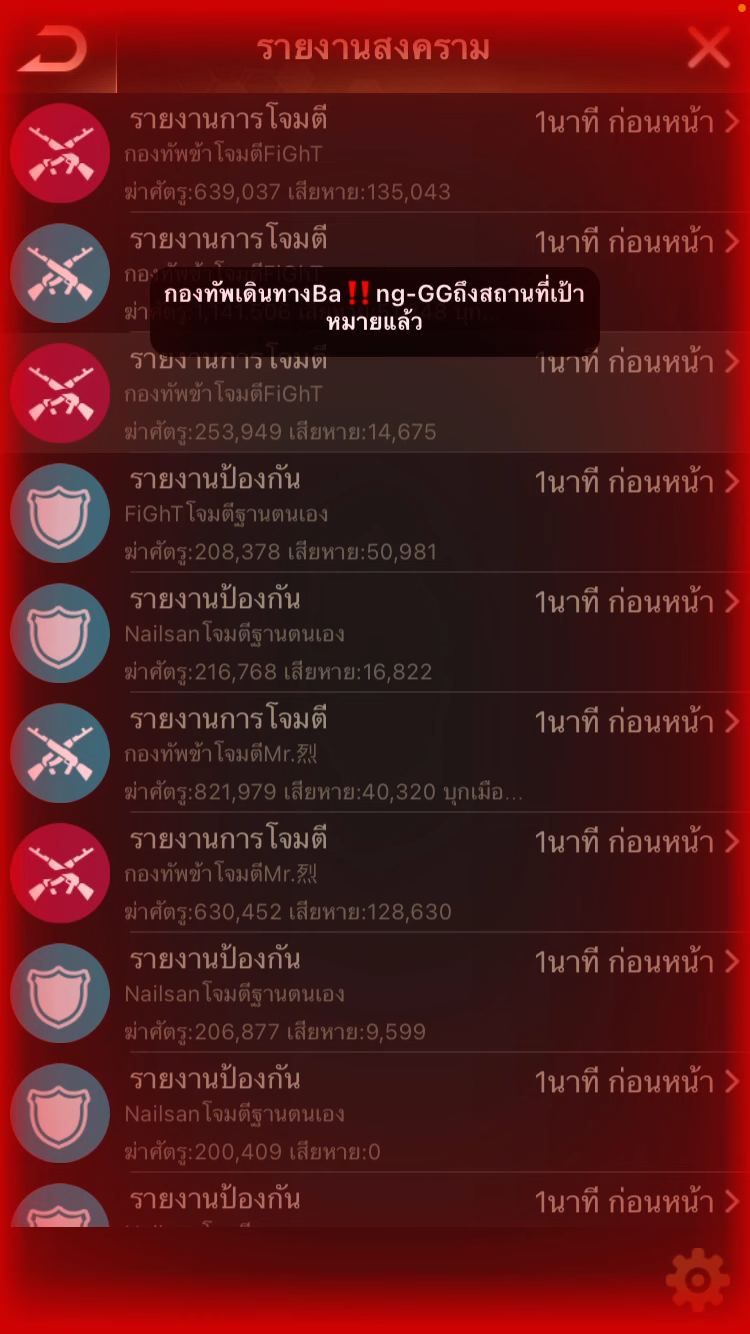 รายงานสงคราม
รายงานการโจมตี
1นาที ก่อนหน้า
กองทัพข้าโจมตีFiGhT
ฆ่าศัตรู:639,037 เสียหาย:135,043
รายงานการโจมตี
1นาที ก่อนหน้า
กองทัพเดินทางBa‼️ng-GGถึงสถานที่เป้า
หมายแล้ว
รายงานการโจมตี
1นาที ก่อนหน้า
กองทัพข้าโจมตีFiGhT
ฆ่าศัตรู:253,949 เสียหาย:14,675
รายงานป้องกัน
1นาที ก่อนหน้า
FiGhTโจมตีฐานตนเอง
ฆ่าศัตรู:208,378 เสียหาย:50,981
รายงานป้องกัน
1นาที ก่อนหน้า
Nailsanโจมตีฐานตนเอง
ฆ่าศัตรู:216,768 เสียหาย:16,822
รายงานการโจมตี
1นาที ก่อนหน้า
กองทัพข้าโจมตีMr.烈
ฆ่าศัตรู:821,979 เสียหาย:40,320 บุกเมือ...
รายงานการโจมตี
1นาที ก่อนหน้า
กองทัพข้าโจมตีMr.烈
ฆ่าศัตรู:630,452 เสียหาย:128,630
รายงานป้องกัน
1นาที ก่อนหน้า
Nailsanโจมตีฐานตนเอง
ฆ่าศัตรู:206,877 เสียหาย:9,599
รายงานป้องกัน
1นาที ก่อนหน้า
Nailsanโจมตีฐานตนเอง
ฆ่าศัตรู:200,409 เสียหาย:0
รายงานป้องกัน
1นาที ก่อนหน้า